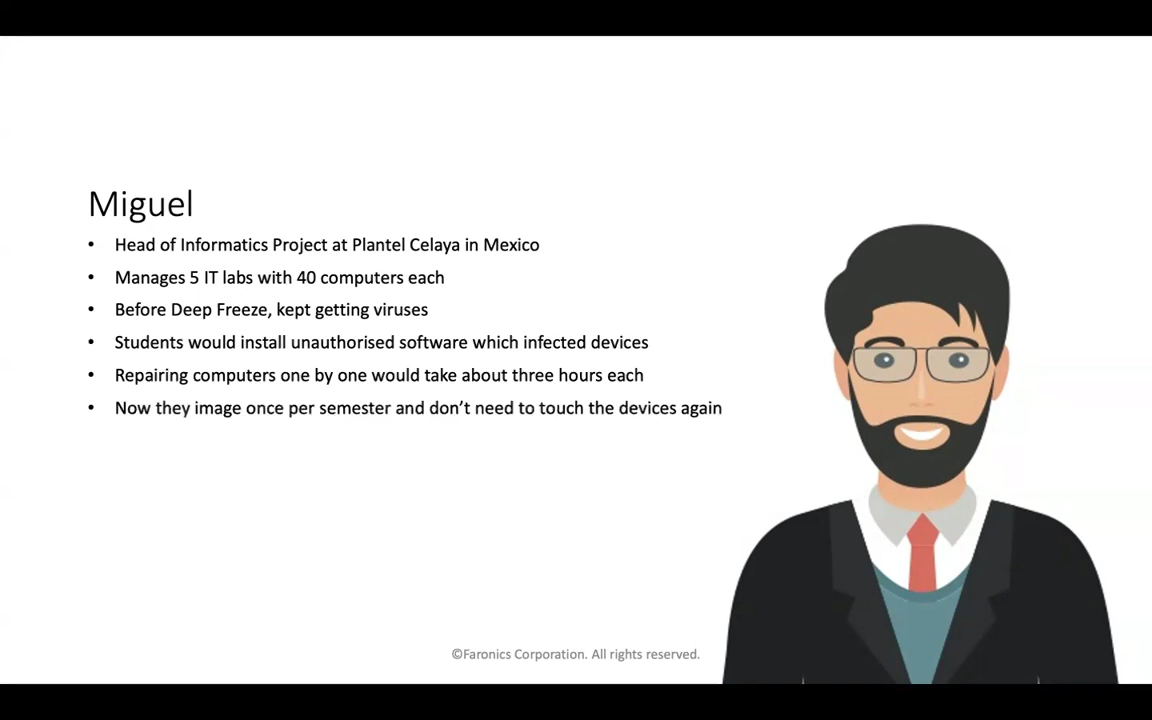 Miguel
• Head of Informatics Project at Plantel Celaya in Mexico
• Manages 5 IT labs with 40 computers each
• Before Deep Freeze, kept getting viruses
• Students would install unauthorised software which infected devices
• Repairing computers one by one would take about three hours each
• Now they image once per semester and don’t need to touch the devices again
©Faronics Corporation. All rights reserved.